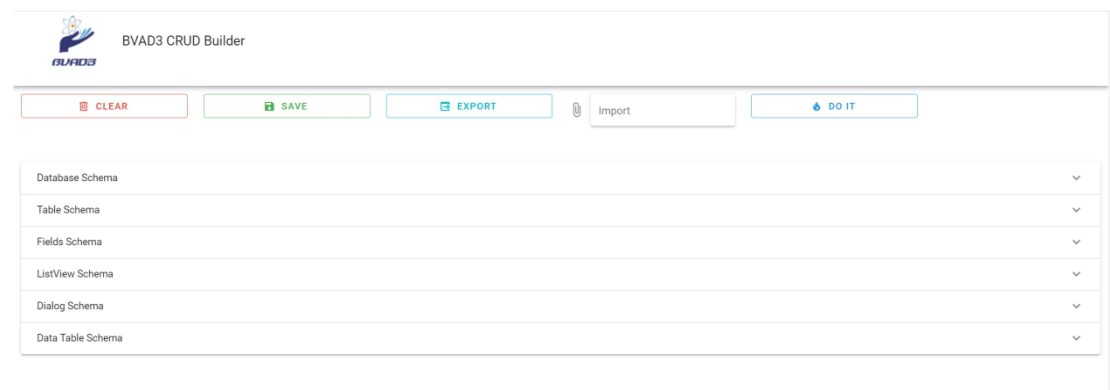 BVAD3
BVAD3 CRUD Builder
CLEAR
SAVE
EXPORT
Import
DO IT
Database Schema
Table Schema
Fields Schema
ListView Schema
Dialog Schema
Data Table Schema